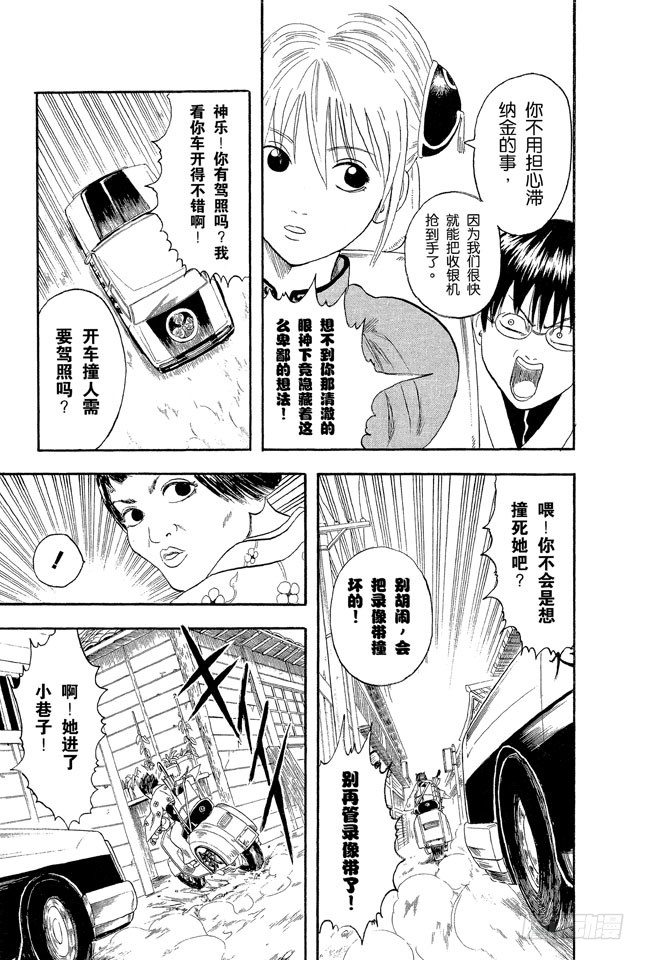 你不用担心滞
纳金的事，
因为我们很快
就能把收银机
抢到手了。
想不到你那清澈的
眼神下竟隐藏着这
么卑鄙的想法！
神乐！你有驾照吗？我
看你车开得不错啊！
开车撞人需
要驾照吗？
喂！你不会是想
撞死她吧？
别胡闹，会
把录像带撞
坏的！
别再管录像带了！
！
啊！她进了
小巷子！